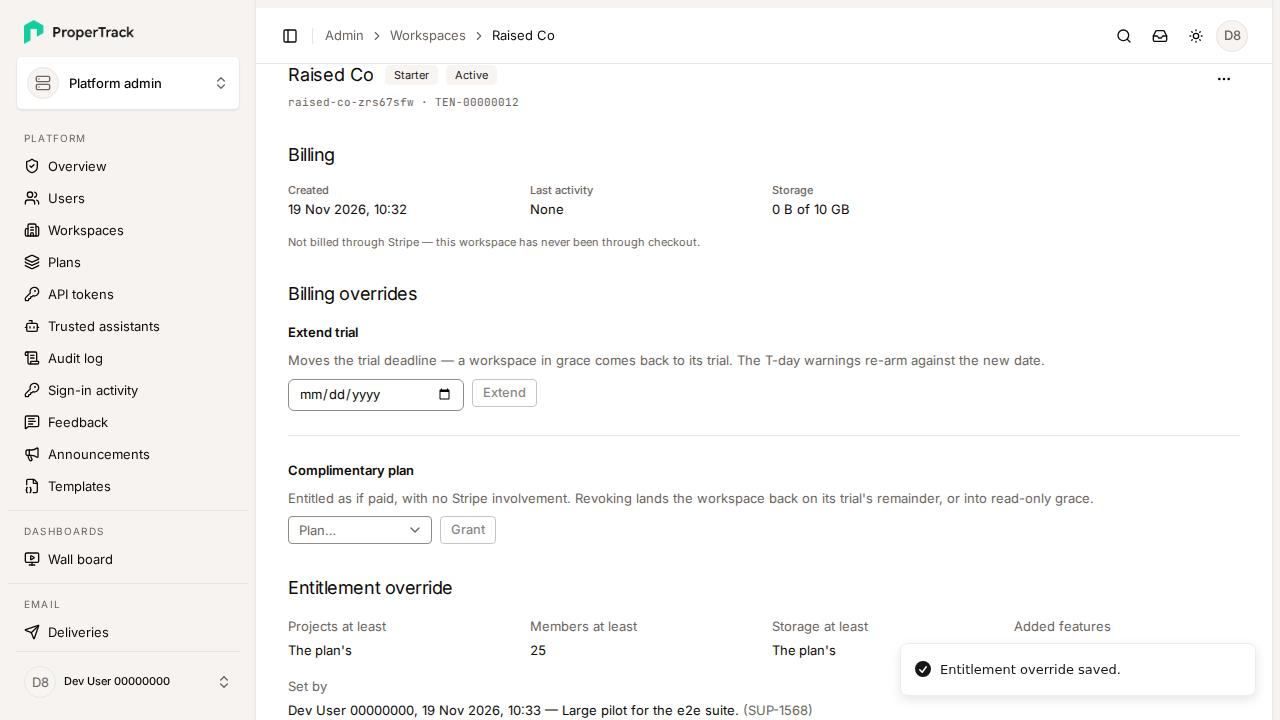 ProperTrack
Platform admin
PLATFORM
Overview
Users
Workspaces
Plans
API tokens
Trusted assistants
Audit log
Sign-in activity
Feedback
Announcements
Templates
DASHBOARDS
Wall board
EMAIL
Deliveries
D8 Dev User 00000000
Admin > Workspaces > Raised Co
D8
Raised Co Starter Active
raised-co-zrs67sfw · TEN-00000012
Billing
Created Last activity Storage
19 Nov 2026, 10:32 None 0 B of 10 GB
Not billed through Stripe — this workspace has never been through checkout.
Billing overrides
Extend trial
Moves the trial deadline — a workspace in grace comes back to its trial. The T-day warnings re-arm against the new date.
mm/dd/yyyy Extend
Complimentary plan
Entitled as if paid, with no Stripe involvement. Revoking lands the workspace back on its trial's remainder, or into read-only grace.
Plan... Grant
Entitlement override
Projects at least Members at least Storage at least Added features
The plan's 25 The plan's
Set by
Dev User 00000000, 19 Nov 2026, 10:33 — Large pilot for the e2e suite. (SUP-1568)
Entitlement override saved.